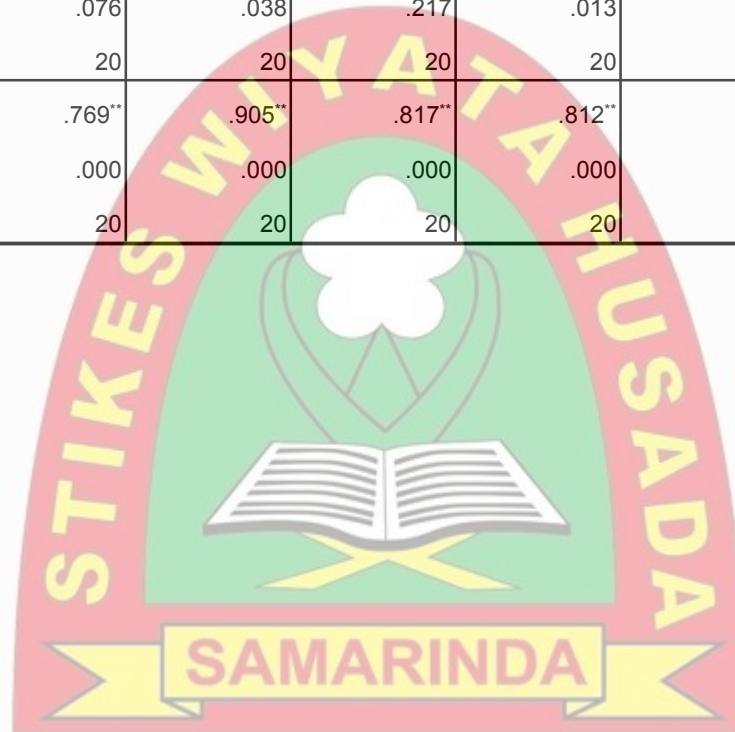 .076 .038 .217 .013
20 20 20 20
.769** .905** .817** .812**
.000 .000 .000 .000
20 20 20 20
STIKES WIYATA HUSADA
SAMARINDA